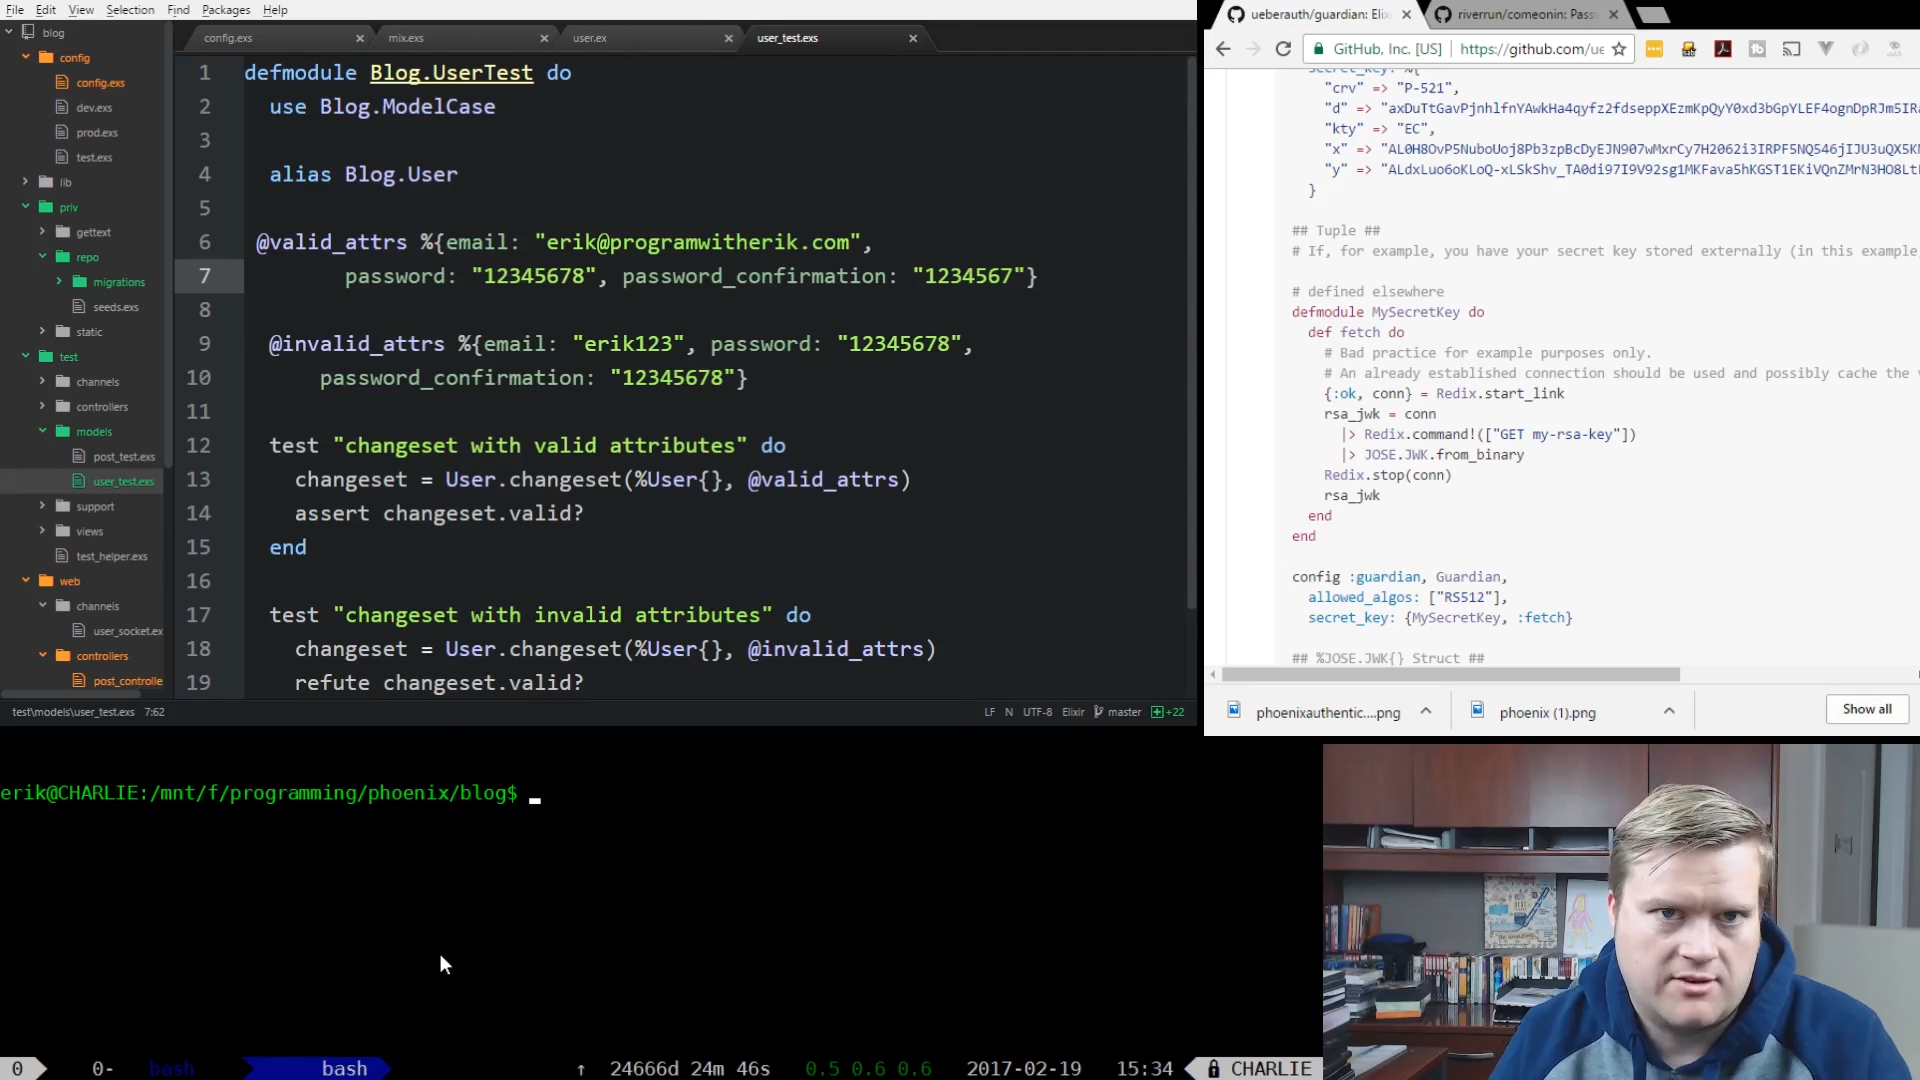 File Edit View Selection Find Packages Help
blog
config
config.exs
dev.exs
prod.exs
test.exs
lib
priv
gettext
repo
migrations
seeds.exs
static
test
channels
controllers
models
post_test.exs
user_test.exs
support
views
test_helper.exs
web
channels
user_socket.ex
controllers
post_controlle
config.exs mix.exs user.ex user_test.exs
1 defmodule Blog.UserTest do
2 use Blog.ModelCase
3
4 alias Blog.User
5
6 @valid_attrs %{email: "erik@programwitherik.com",
7 password: "12345678", password_confirmation: "1234567"}
8
9 @invalid_attrs %{email: "erik123", password: "12345678",
10 password_confirmation: "12345678"}
11
12 test "changeset with valid attributes" do
13 changeset = User.changeset(%User{}, @valid_attrs)
14 assert changeset.valid?
15 end
16
17 test "changeset with invalid attributes" do
18 changeset = User.changeset(%User{}, @invalid_attrs)
19 refute changeset.valid?
test\models\user_test.exs 7:62 LF N UTF-8 Elixir master +22
ueberauth/guardian: Elix riverrun/comeonin: Pass
GitHub, Inc. [US] https://github.com/ue
secret_key: %{
"crv" => "P-521",
"d" =>
"kty" => "EC",
"x" =>
"y" =>
}
## Tuple ##
# If, for example, you have your secret key stored externally (in this example,
# defined elsewhere
defmodule MySecretKey do
def fetch do
# Bad practice for example purposes only.
# An already established connection should be used and possibly cache the
{:ok, conn} = Redix.start_link
rsa_jwk = conn
|> Redix.command!(["GET my-rsa-key"])
|> JOSE.JWK.from_binary
Redix.stop(conn)
rsa_jwk
end
end
config :guardian, Guardian,
allowed_algos: ["RS512"],
secret_key: {MySecretKey, :fetch}
## %JOSE.JWK{} Struct ##
phoenixauthentic....png phoenix (1).png Show all
erik@CHARLIE:/mnt/f/programming/phoenix/blog$
0 0- bash bash ↑ 24666d 24m 46s 0.5 0.6 0.6 2017-02-19 15:34 CHARLIE